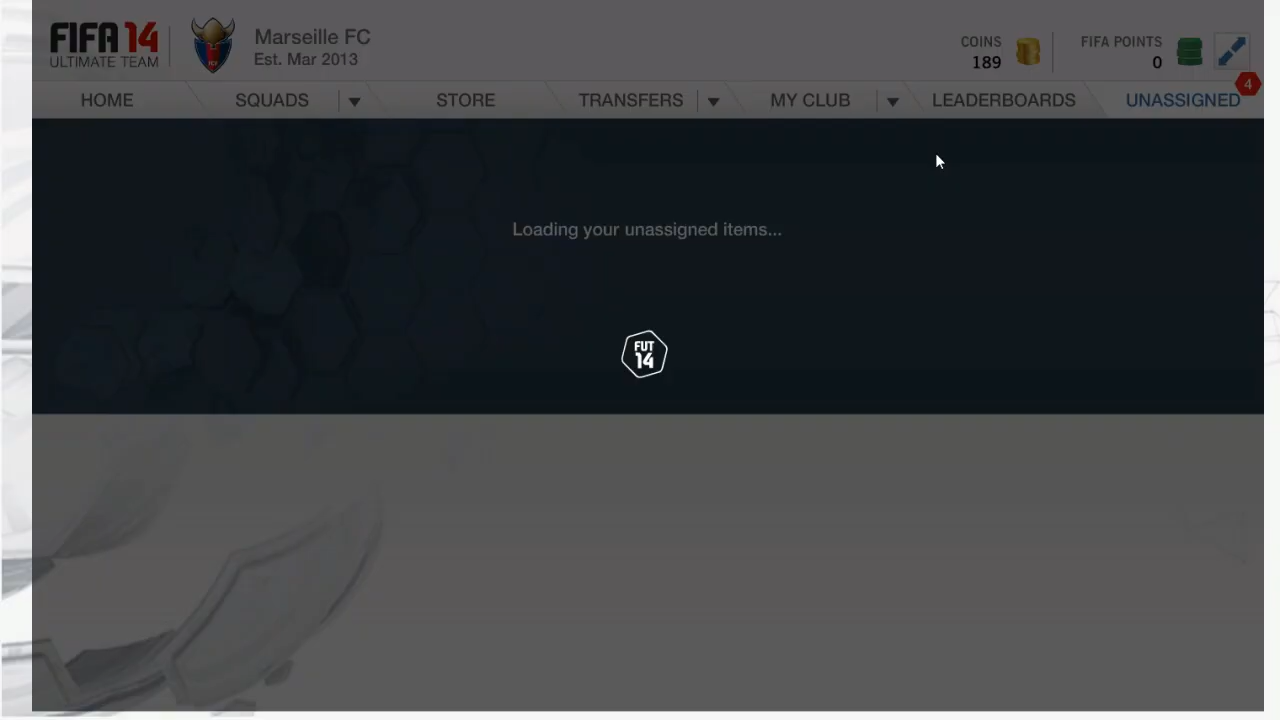 FIFA 14
ULTIMATE TEAM
Marseille FC
Est. Mar 2013
COINS
189
FIFA POINTS
0
HOME
SQUADS
STORE
TRANSFERS
MY CLUB
LEADERBOARDS
UNASSIGNED
4
Loading your unassigned items...
FUT
14